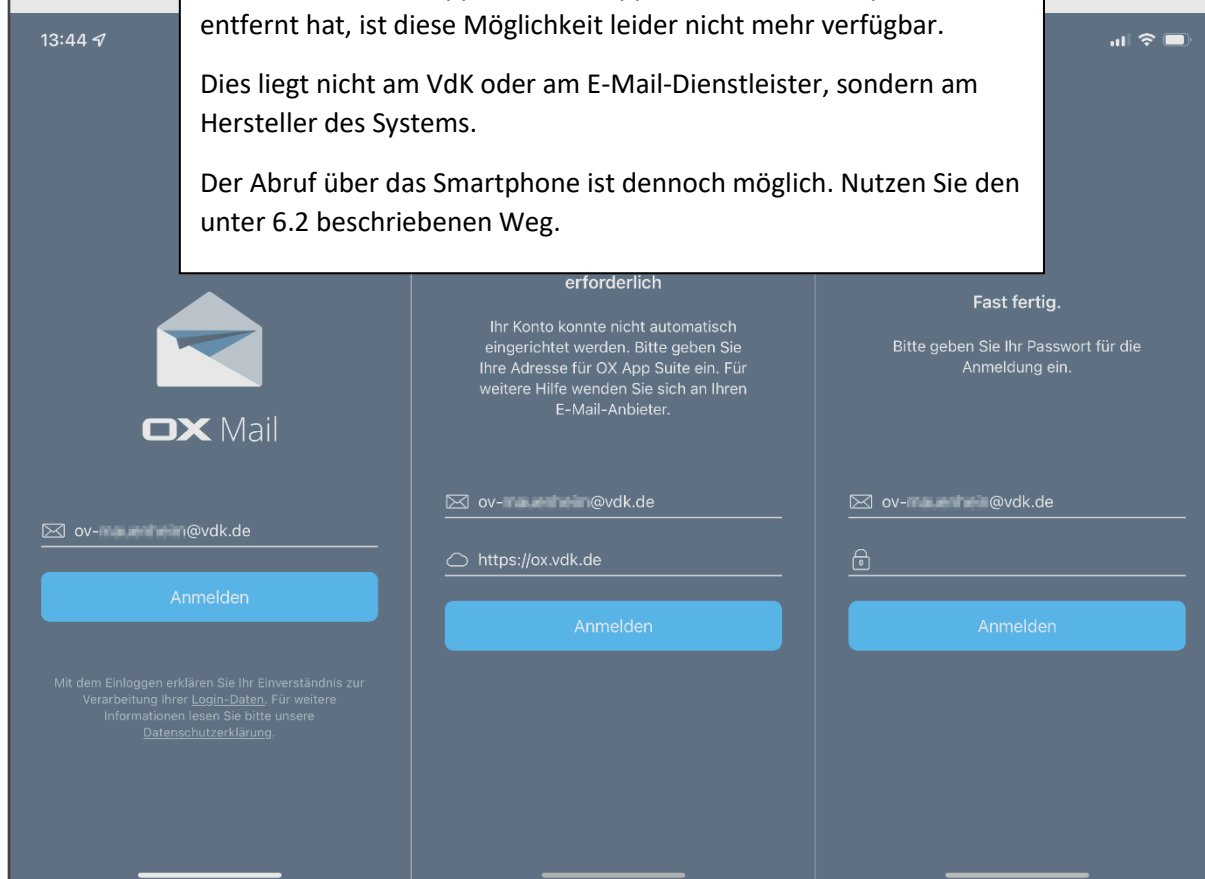 entfernt hat, ist diese Möglichkeit leider nicht mehr verfügbar.
Dies liegt nicht am VdK oder am E-Mail-Dienstleister, sondern am
Hersteller des Systems.
Der Abruf über das Smartphone ist dennoch möglich. Nutzen Sie den
unter 6.2 beschriebenen Weg.
13:44
OX Mail
ov-@vdk.de
Anmelden
Mit dem Einloggen erklären Sie Ihr Einverständnis zur
Verarbeitung Ihrer Login-Daten. Für weitere
Informationen lesen Sie bitte unsere
Datenschutzerklärung.
erforderlich
Ihr Konto konnte nicht automatisch
eingerichtet werden. Bitte geben Sie
Ihre Adresse für OX App Suite ein. Für
weitere Hilfe wenden Sie sich an Ihren
E-Mail-Anbieter.
ov-@vdk.de
https://ox.vdk.de
Anmelden
Fast fertig.
Bitte geben Sie Ihr Passwort für die
Anmeldung ein.
ov-@vdk.de
Anmelden